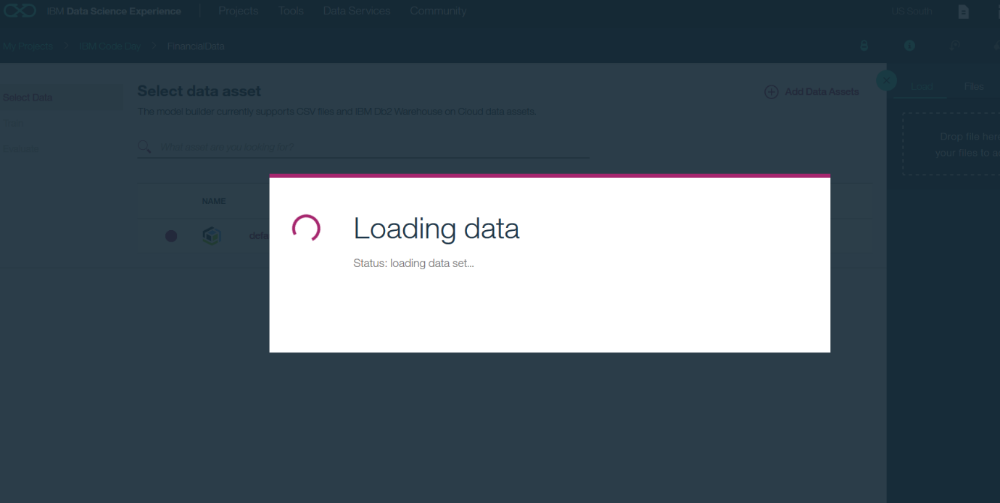 IBM Data Science Experience Projects Tools Data Services Community US South
My Projects > IBM Code Day > FinancialData
Load Files
Select Data
Train
Evaluate
Select data asset
Add Data Assets
The model builder currently supports CSV files and IBM Db2 Warehouse on Cloud data assets.
What asset are you looking for?
NAME
defa
Loading data
Status: loading data set...
Drop file her
your files to a